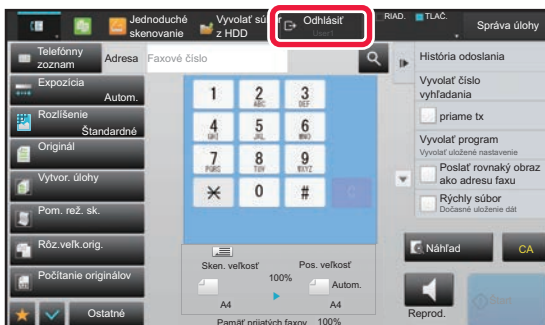 Jednoduché skenovanie
Vyvolať sú
z HDD
Odhlásiť
User1
RIAD.
TLAČ.
Správa úlohy
Telefónny zoznam
Adresa
Faxové číslo
História odoslania
Expozícia
Autom.
Vyvolať číslo vyhľadania
priame tx
Rozlíšenie
Štandardné
Vyvolať program
Vyvolať uložené nastavenie
Originál
Poslať rovnaký obraz ako adresu faxu
Vytvor. úlohy
Rýchly súbor
Dočasné uloženie dát
Pom. rež. sk.
Rôz.veľk.orig.
Počítanie originálov
Ostatné
1
2 ABC
3 DEF
4 GHI
5 JKL
6 MNO
7 PQRS
8 TUV
9 WXYZ
0
#
C
Sken. veľkosť
100%
Pos. veľkosť
Autom.
A4
A4
Pamäť prijatých faxov 100%
Náhľad
CA
Reprod.
Štart